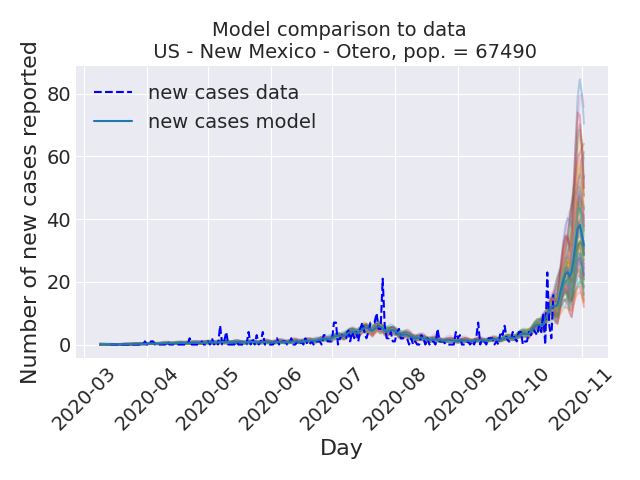 Model comparison to data
US - New Mexico - Otero, pop. = 67490
Number of new cases reported
80
60
40
20
0
new cases data
new cases model
2020-03
2020-04
2020-05
2020-06
2020-07
2020-08
2020-09
2020-10
2020-11
Day